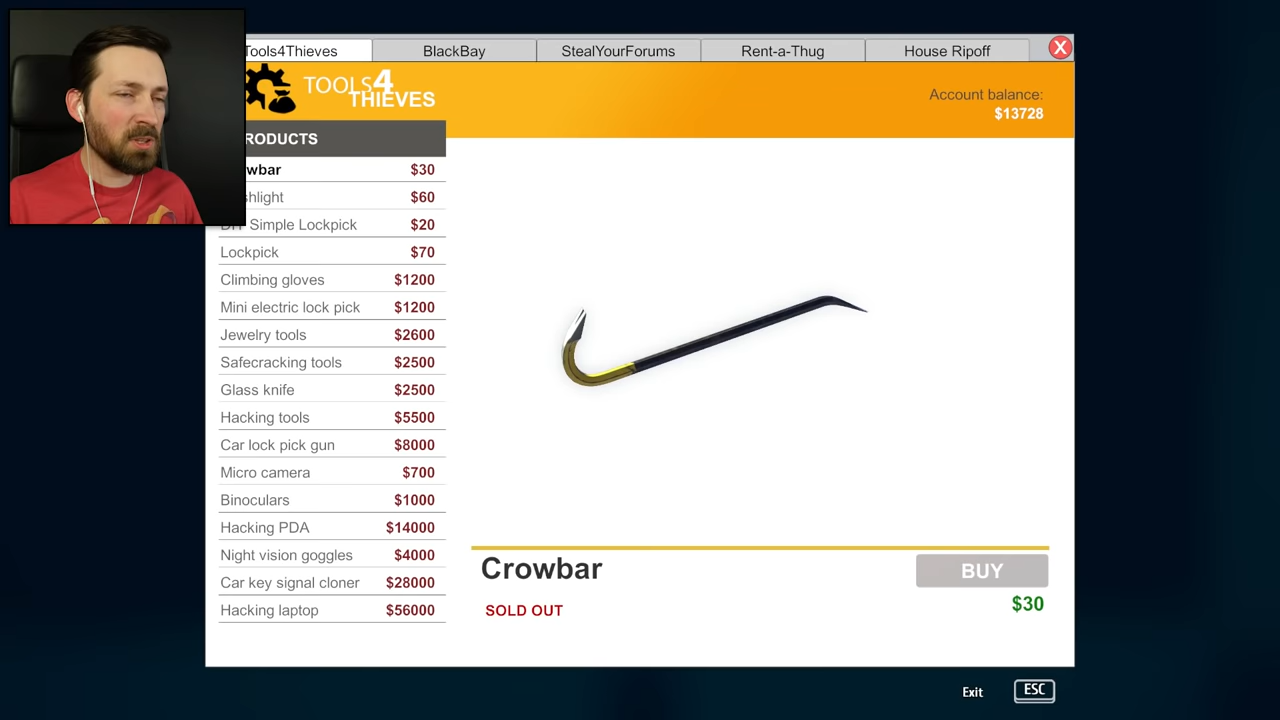 Tools4Thieves
BlackBay
StealYourForums
Rent-a-Thug
House Ripoff
X
TOOLS4
THIEVES
Account balance:
$13728
RODUCTS
wbar $30
hlight $60
Simple Lockpick $20
Lockpick $70
Climbing gloves $1200
Mini electric lock pick $1200
Jewelry tools $2600
Safecracking tools $2500
Glass knife $2500
Hacking tools $5500
Car lock pick gun $8000
Micro camera $700
Binoculars $1000
Hacking PDA $14000
Night vision goggles $4000
Car key signal cloner $28000
Hacking laptop $56000
Crowbar
BUY
SOLD OUT
$30
Exit ESC